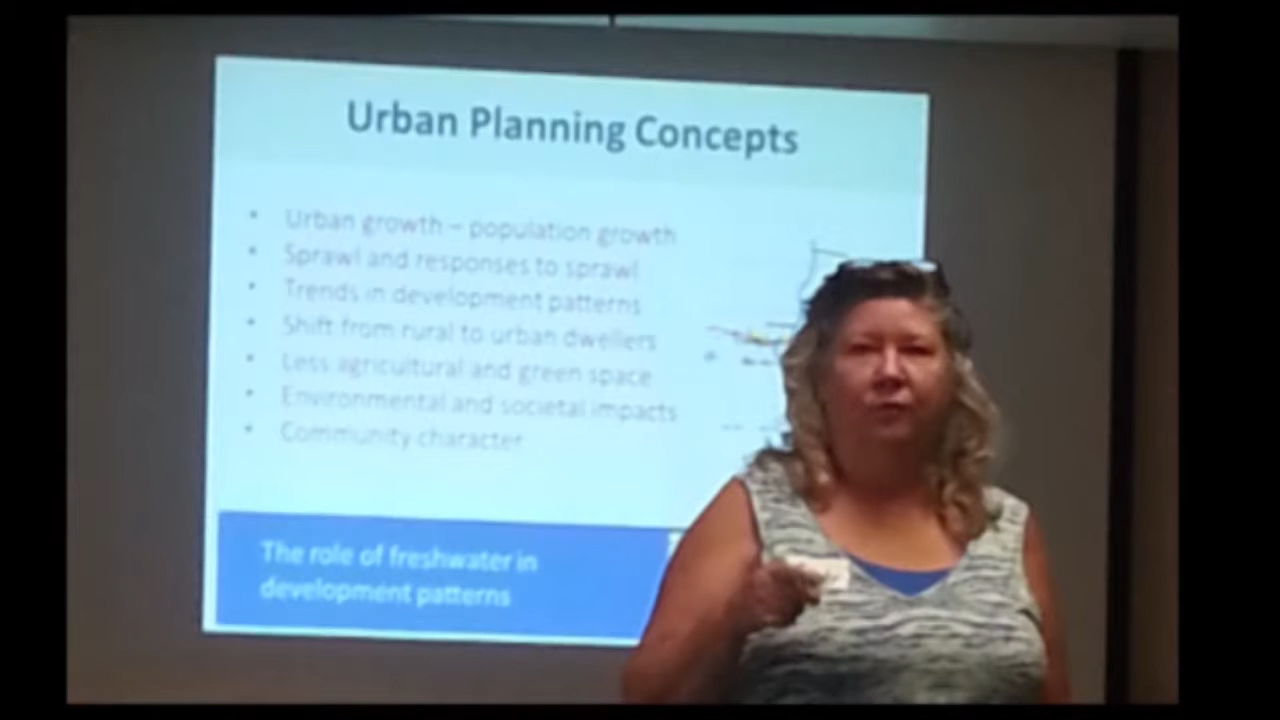 Urban Planning Concepts
• Urban growth – population growth
• Sprawl and responses to sprawl
• Trends in development patterns
• Shift from rural to urban dwellers
• Less agricultural and green space
• Environmental and societal impacts
• Community character
The role of freshwater in
development patterns